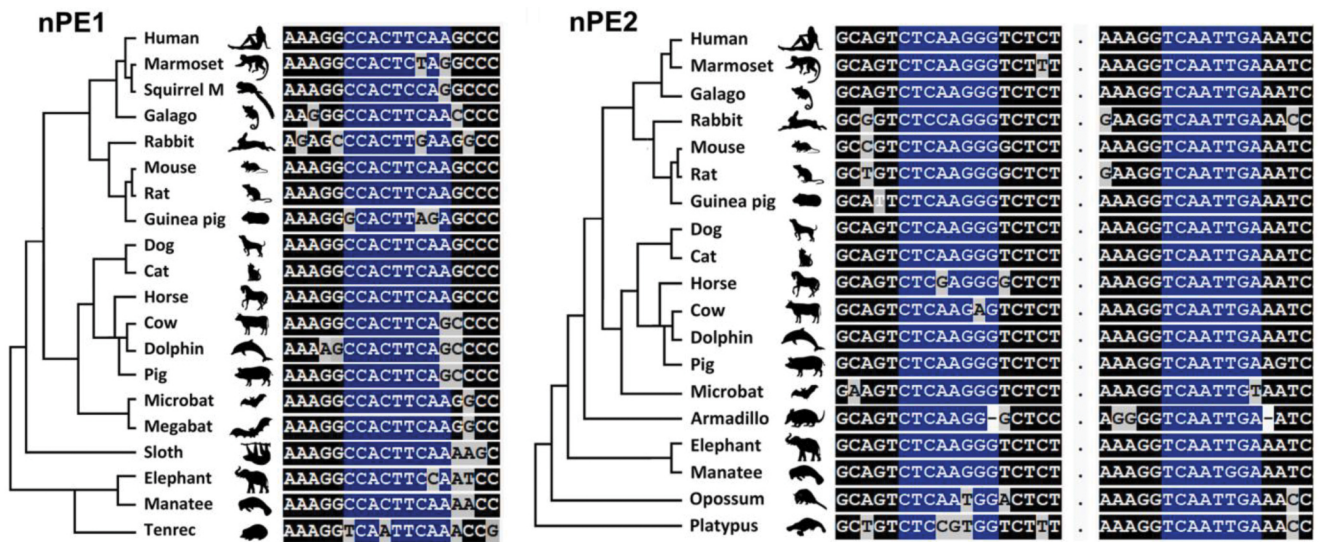 nPE1
Human AAAGGCCACTTCAAGCCC
Marmoset AAAGGCCACTCTAGGCCC
Squirrel M AAAGGCCACTCCAGGCCC
Galago AAGGGCCACTTCAACCCC
Rabbit AGAGCCCACTTGAAGGCC
Mouse AAAGGCCACTTCAAGCCC
Rat AAAGGCCACTTCAAGCCC
Guinea pig AAAGGGCACTTAGAGCCC
Dog AAAGGCCACTTCAAGCCC
Cat AAAGGCCACTTCAAGCCC
Horse AAAGGCCACTTCAAGCCC
Cow AAAGGCCACTTCAGCCCC
Dolphin AAAAGCCACTTCAGCCCC
Pig AAAGGCCACTTCAGCCCC
Microbat AAAGGCCACTTCAAGGCC
Megabat AAAGGCCACTTCAAGGCC
Sloth AAAGGCCACTTCAAAAGC
Elephant AAAGGCCACTTCCAATCC
Manatee AAAGGCCACTTCAAAACC
Tenrec AAAGGTCAATTCAAACCG
nPE2
Human GCAGTCTCAAGGGTCTCT . AAAGGTCAATTGAAATC
Marmoset GCAGTCTCAAGGGTCTTT . AAAGGTCAATTGAAATC
Galago GCAGTCTCAAGGGTCTCT . AAAGGTCAATTGAAATC
Rabbit GCGGTCTCCAGGGTCTCT . GAAGGTCAATTGAAACC
Mouse GCCGTCTCAAGGGGCTCT . AAAGGTCAATTGAAATC
Rat GCTGTCTCAAGGGGCTCT . GAAGGTCAATTGAAATC
Guinea pig GCATTCTCAAGGGTCTCT . AAAGGTCAATTGAAATC
Dog GCAGTCTCAAGGGTCTCT . AAAGGTCAATTGAAATC
Cat GCAGTCTCAAGGGTCTCT . AAAGGTCAATTGAAATC
Horse GCAGTCTCGAGGGGCTCT . AAAGGTCAATTGAAATC
Cow GCAGTCTCAAGAGTCTCT . AAAGGTCAATTGAAATC
Dolphin GCAGTCTCAAGGGTCTCT . AAAGGTCAATTGAAATC
Pig GCAGTCTCAAGGGTCTCT . AAAGGTCAATTGAAGTC
Microbat GAAGTCTCAAGGGTCTCT . AAAGGTCAATTGTAATC
Armadillo GCAGTCTCAAGG-GCTCC . AGGGGTCAATTGA-ATC
Elephant GCAGTCTCAAGGGTCTCT . AAAGGTCAATTGAAATC
Manatee GCAGTCTCAAGGGTCTCT . AAAGGTCAATGGAAATC
Opossum GCAGTCTCAATGGACTCT . AAAGGTCAATTGAAACC
Platypus GCTGTCTCCGTGGTCTTT . AAAGGTCAATTGAAACC